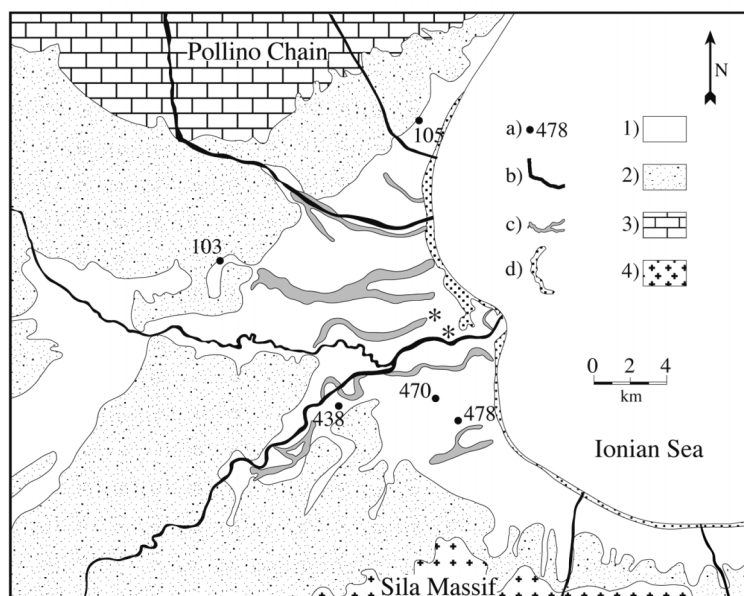 Pollino Chain
N
105
a) 478
1)
b)
2)
c)
3)
d)
4)
103
*
*
0 2 4
km
470
438
478
Ionian Sea
Sila Massif